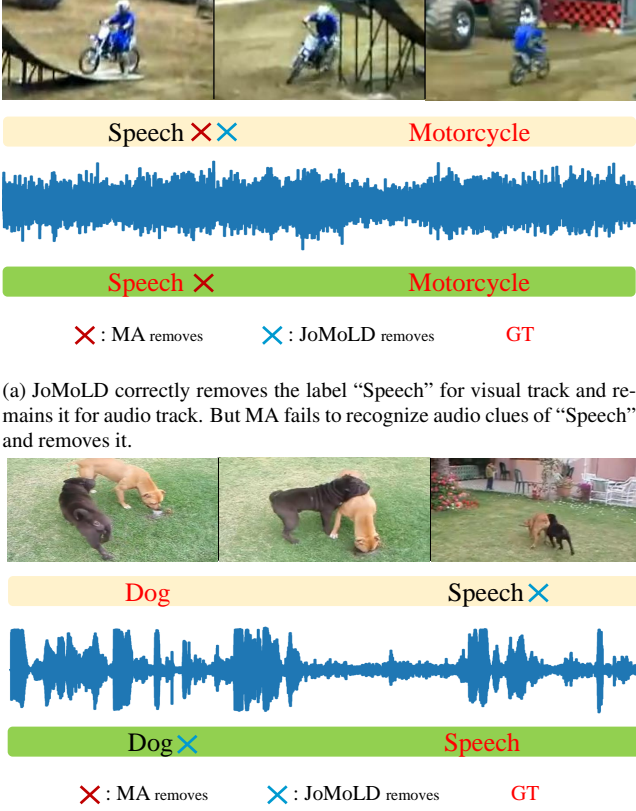 Speech ✕ ✕ Motorcycle
Speech ✕ Motorcycle
✕ : MA removes ✕ : JoMoLD removes GT
(a) JoMoLD correctly removes the label “Speech” for visual track and re-
mains it for audio track. But MA fails to recognize audio clues of “Speech”
and removes it.
Dog Speech ✕
Dog ✕ Speech
✕ : MA removes ✕ : JoMoLD removes GT